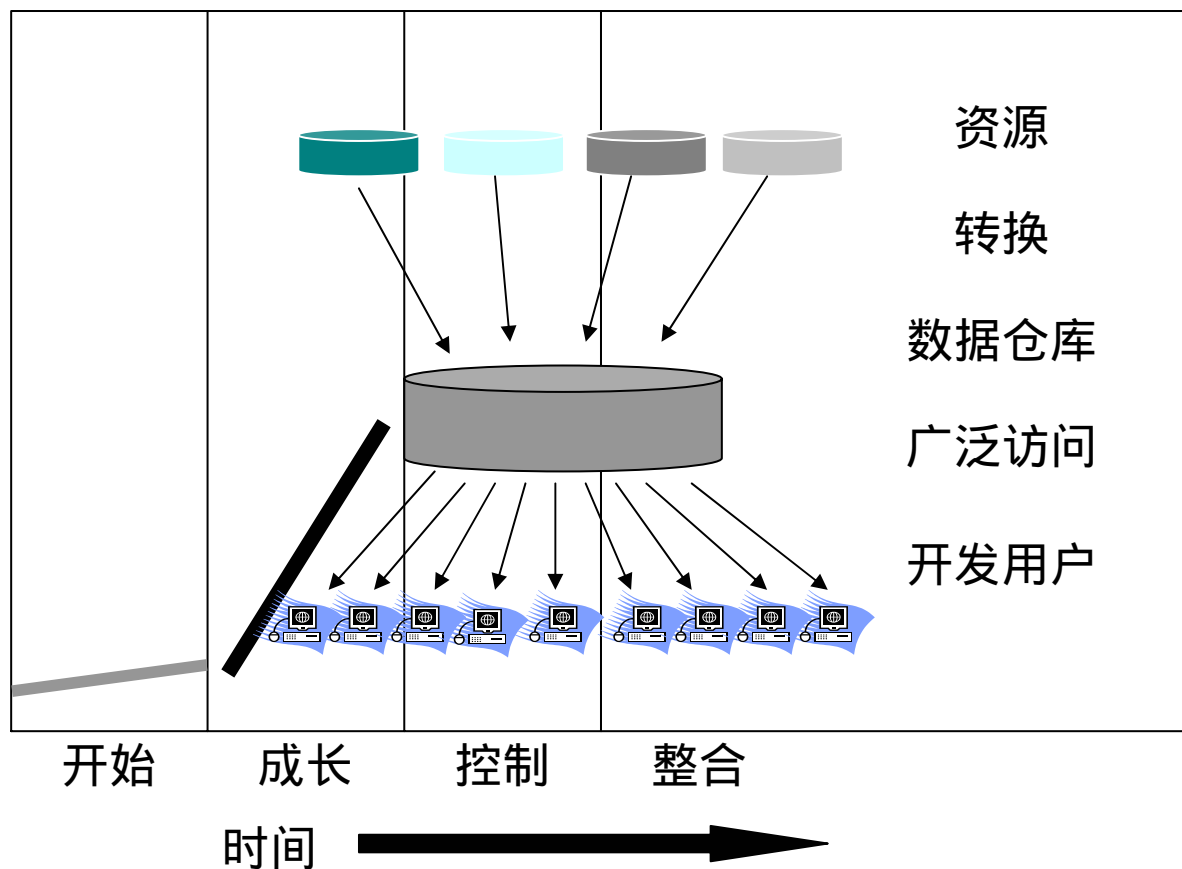 资源
转换
数据仓库
广泛访问
开发用户
开始 成长 控制 整合
时间